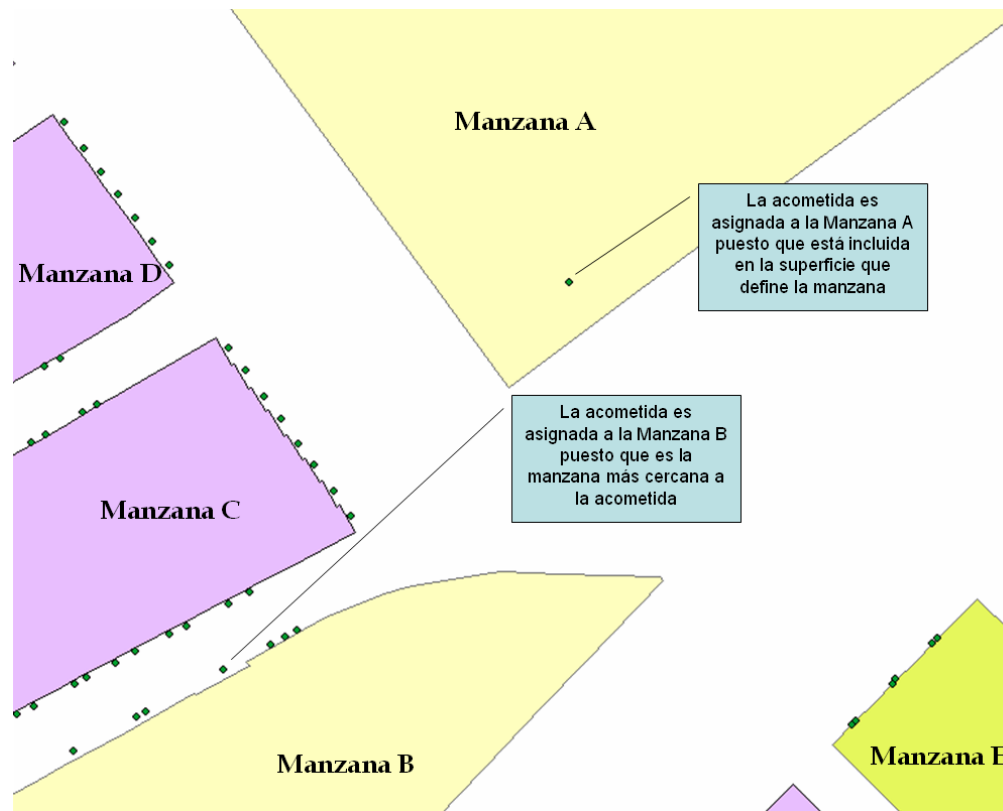 Manzana A
La acometida es
asignada a la Manzana A
puesto que está incluida
en la superficie que
define la manzana
Manzana D
La acometida es
asignada a la Manzana B
puesto que es la
manzana más cercana a
la acometida
Manzana C
Manzana B
Manzana E